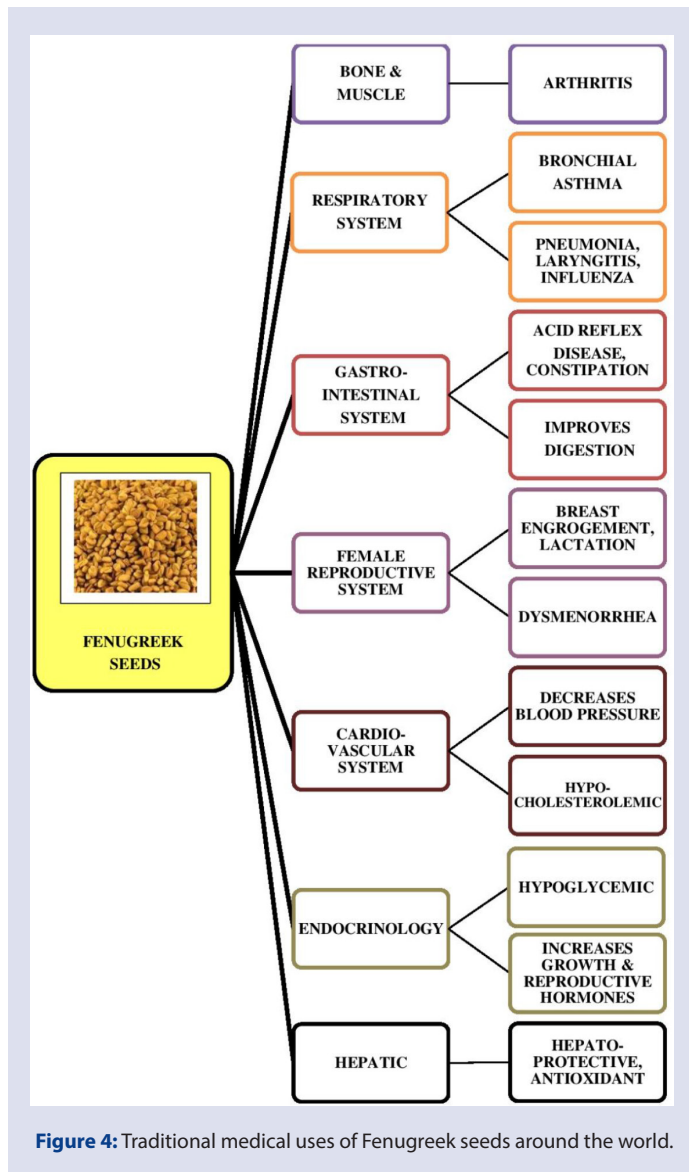 BONE &
MUSCLE
ARTHRITIS
RESPIRATORY
SYSTEM
BRONCHIAL
ASTHMA
PNEUMONIA,
LARYNGITIS,
INFLUENZA
GASTRO-
INTESTINAL
SYSTEM
ACID REFLEX
DISEASE,
CONSTIPATION
IMPROVES
DIGESTION
FENUGREEK
SEEDS
FEMALE
REPRODUCTIVE
SYSTEM
BREAST
ENGROGEMENT,
LACTATION
DYSMENORRHEA
CARDIO-
VASCULAR
SYSTEM
DECREASES
BLOOD PRESSURE
HYPO-
CHOLESTEROLEMIC
ENDOCRINOLOGY
HYPOGLYCEMIC
INCREASES
GROWTH &
REPRODUCTIVE
HORMONES
HEPATIC
HEPATO-
PROTECTIVE,
ANTIOXIDANT
Figure 4: Traditional medical uses of Fenugreek seeds around the world.